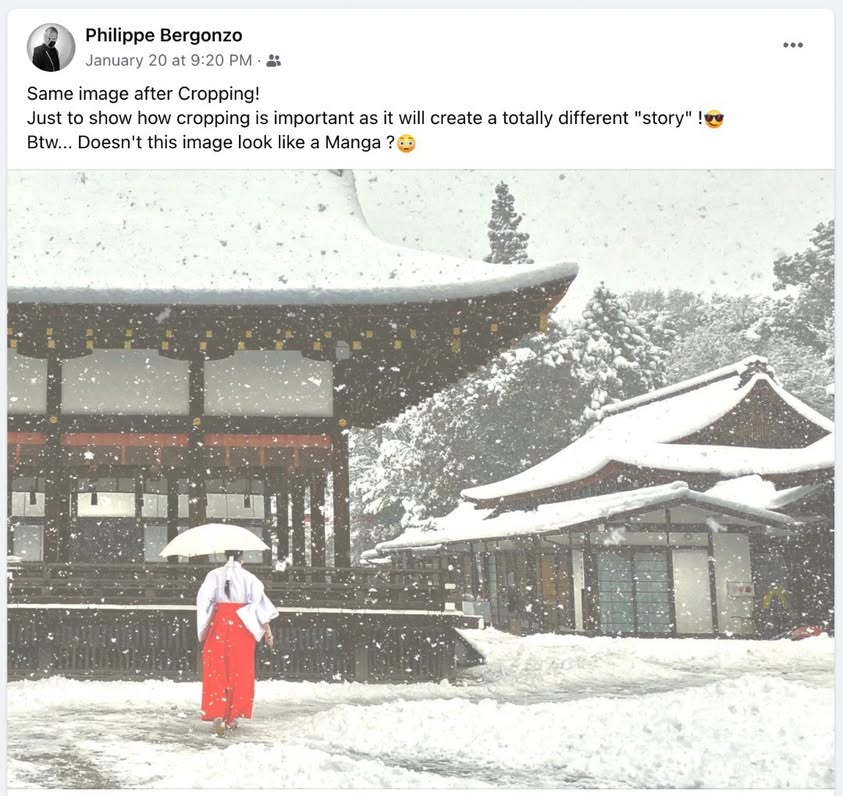 Philippe Bergonzo
January 20 at 9:20 PM ·
Same image after Cropping!
Just to show how cropping is important as it will create a totally different "story" !😎
Btw... Doesn't this image look like a Manga ?😳